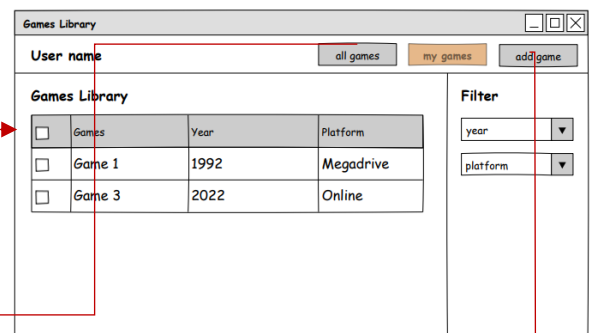 Games Library
User name all games my games add game
Games Library Filter
Games Year Platform year
Game 1 1992 Megadrive platform
Game 3 2022 Online